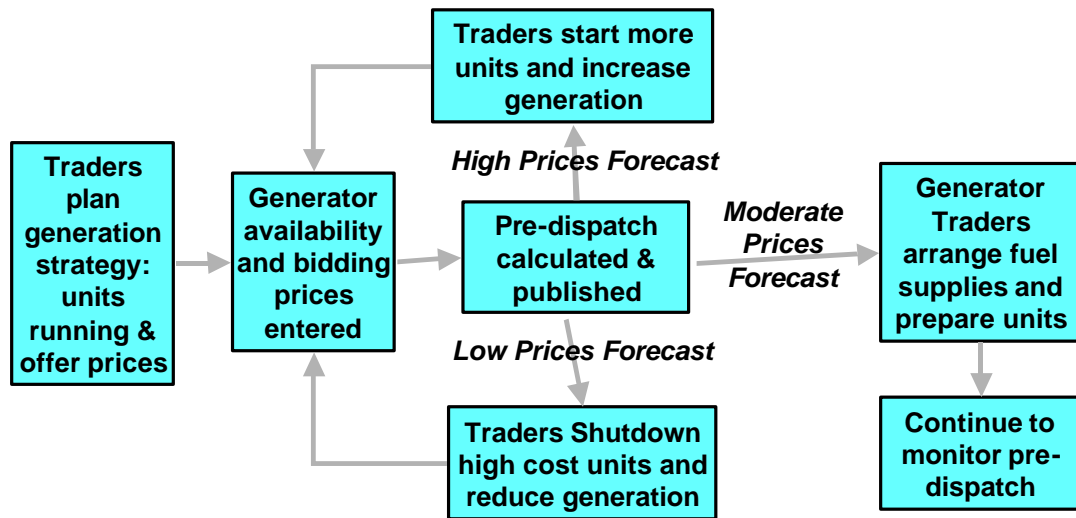 Traders start more
units and increase
generation
High Prices Forecast
Traders
plan
generation
strategy:
units
running &
offer prices
Generator
availability
and bidding
prices
entered
Pre-dispatch
calculated &
published
Moderate
Prices
Forecast
Generator
Traders
arrange fuel
supplies and
prepare units
Low Prices Forecast
Traders Shutdown
high cost units and
reduce generation
Continue to
monitor pre-
dispatch